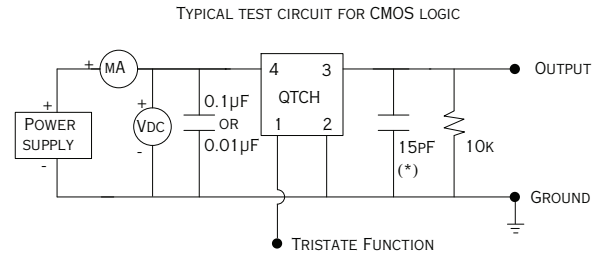 TYPICAL TEST CIRCUIT FOR CMOS LOGIC
+ MA
4 3
OUTPUT
QTCH
+
POWER
SUPPLY
-
+
VDC
-
0.1µF
OR
0.01µF
1 2
15PF
(*)
10K
GROUND
TRISTATE FUNCTION